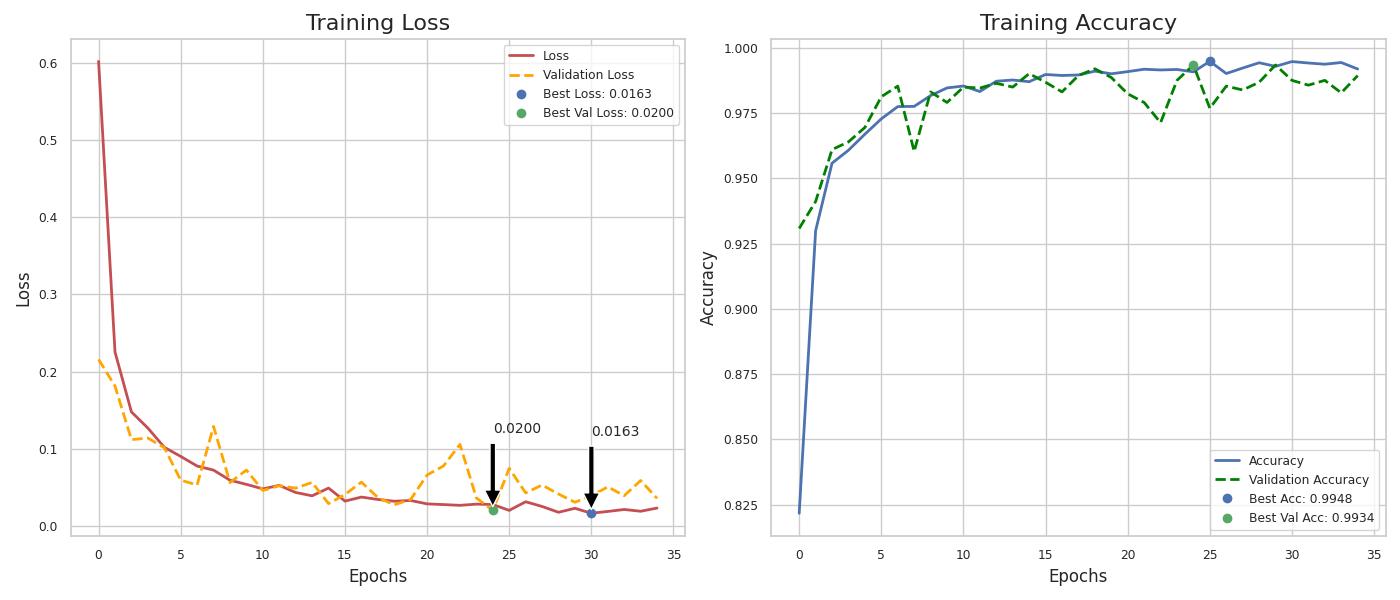 Training Loss
Loss
0.6
0.5
0.4
0.3
0.2
0.1
0.0
Loss
Validation Loss
Best Loss: 0.0163
Best Val Loss: 0.0200
0.0200
0.0163
0 5 10 15 20 25 30 35
Epochs
Training Accuracy
Accuracy
1.000
0.975
0.950
0.925
0.900
0.875
0.850
0.825
Accuracy
Validation Accuracy
Best Acc: 0.9948
Best Val Acc: 0.9934
0 5 10 15 20 25 30 35
Epochs